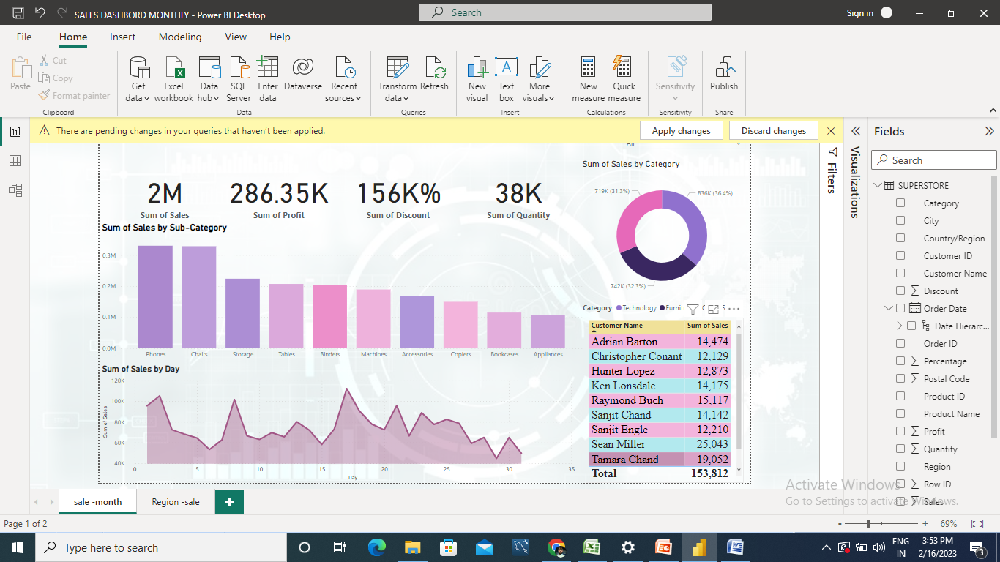 SALES DASHBORD MONTHLY - Power BI Desktop
Search
Sign in
File Home Insert Modeling View Help
Paste
Cut
Copy
Format painter
Clipboard
Get data
Excel workbook
Data hub
SQL Server
Enter data
Dataverse
Recent sources
Data
Transform data
Refresh
Queries
New visual
Text box
More visuals
Insert
New measure
Quick measure
Calculations
Sensitivity
Sensitivity
Publish
Share
There are pending changes in your queries that haven't been applied.
Apply changes
Discard changes
2M
Sum of Sales
286.35K
Sum of Profit
156K%
Sum of Discount
38K
Sum of Quantity
Sum of Sales by Sub-Category
0.3M
0.2M
0.1M
0.0M
Phones Chairs Storage Tables Binders Machines Accessories Copiers Bookcases Appliances
Sum of Sales by Day
Sum of Sales
120K
100K
80K
60K
40K
0 5 10 15 20 25 30 35
Day
Sum of Sales by Category
719K (31.3%)
836K (36.4%)
742K (32.3%)
Category Technology Furnit
Customer Name Sum of Sales
Adrian Barton 14,474
Christopher Conant 12,129
Hunter Lopez 12,873
Ken Lonsdale 14,175
Raymond Buch 15,117
Sanjit Chand 14,142
Sanjit Engle 12,210
Sean Miller 25,043
Tamara Chand 19,052
Total 153,812
Filters
Visualizations
Fields
Search
SUPERSTORE
Category
City
Country/Region
Customer ID
Customer Name
Discount
Order Date
Date Hierarc...
Order ID
Percentage
Postal Code
Product ID
Product Name
Profit
Quantity
Region
Row ID
Sales
Activate Windows
Go to Settings to activate Windows.
sale -month
Region -sale
Page 1 of 2
69%
Type here to search
ENG
IN
3:53 PM
2/16/2023
3